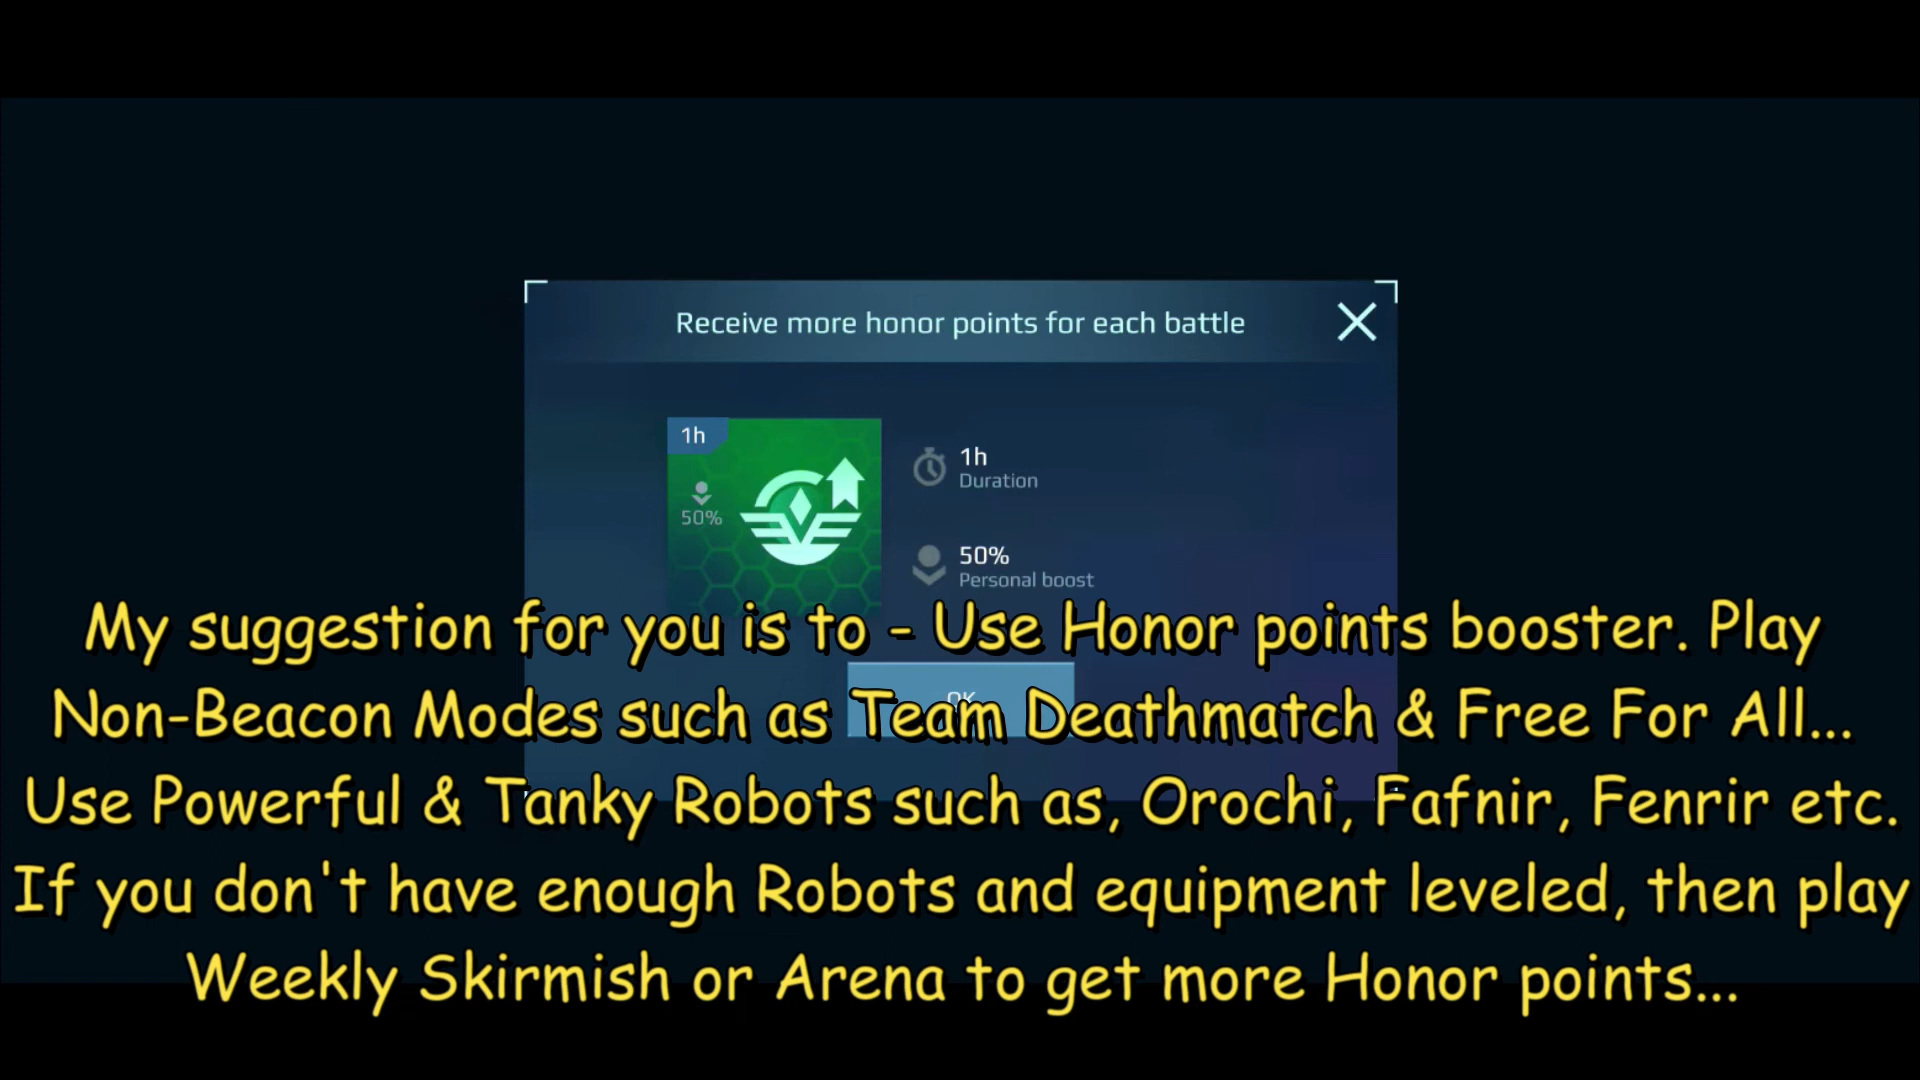 Receive more honor points for each battle
1h
1h
Duration
50%
50%
Personal boost
My suggestion for you is to - Use Honor points booster. Play
OK
Non-Beacon Modes such as Team Deathmatch & Free For All...
Use Powerful & Tanky Robots such as, Orochi, Fafnir, Fenrir etc.
If you don't have enough Robots and equipment leveled, then play
Weekly Skirmish or Arena to get more Honor points...